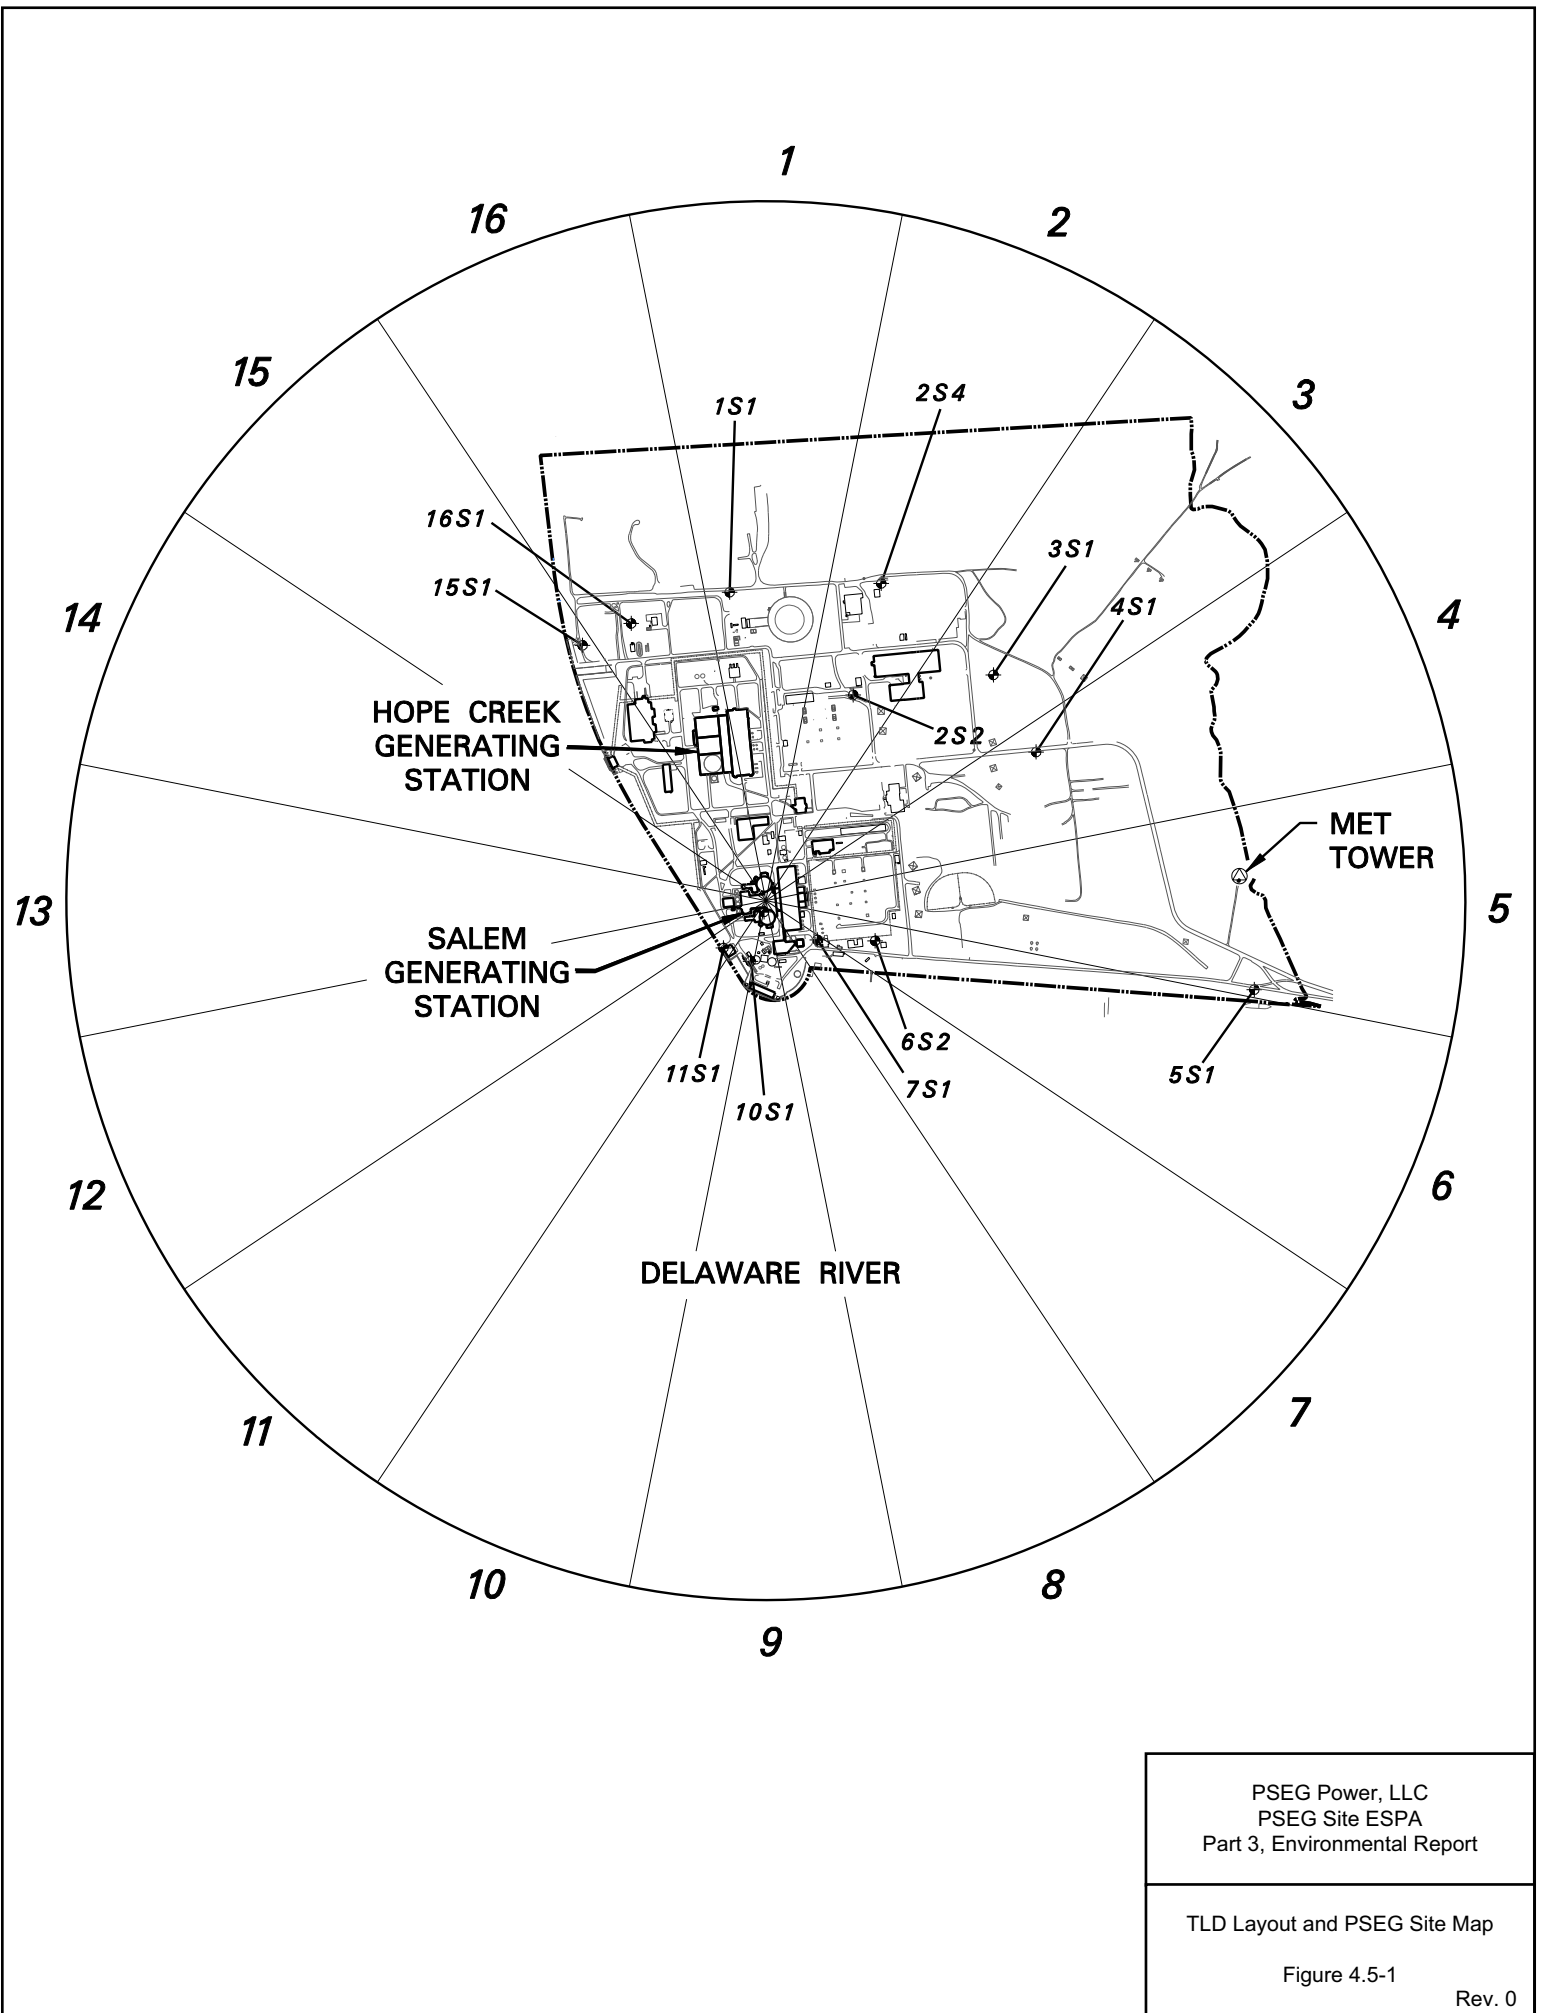 1
16
2
15
3
2S4
1S1
16S1
3S1
15S1
4S1
14
4
HOPE CREEK
GENERATING
STATION
2S2
MET
TOWER
13
5
SALEM
GENERATING
STATION
6S2
11S1
7S1
5S1
10S1
12
6
DELAWARE RIVER
11
7
10
8
9
PSEG Power, LLC
PSEG Site ESPA
Part 3, Environmental Report
TLD Layout and PSEG Site Map
Figure 4.5-1
Rev. 0